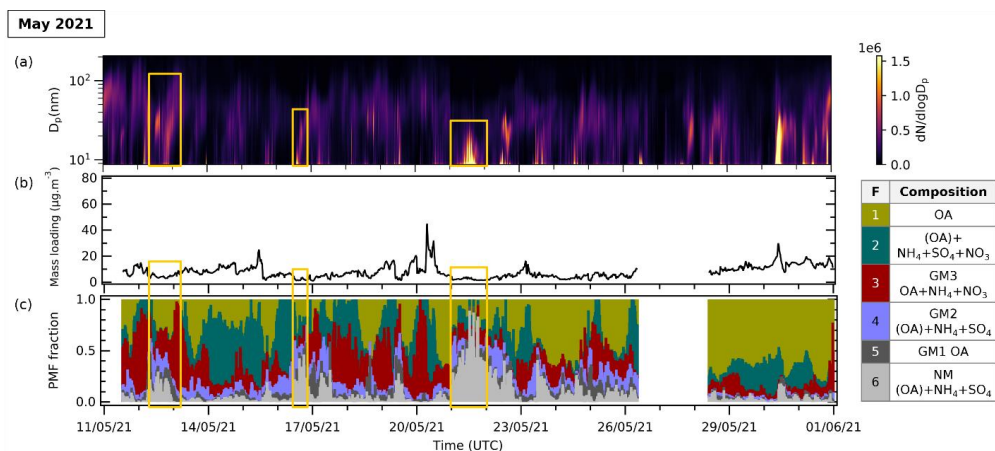 May 2021
(a)
10²
10¹
Dₚ(nm)
1e6
1.5
1.0
0.5
0.0
dN/dlogDₚ
(b)
80
60
40
20
0
Mass loading (µg.m⁻³)
(c)
1.0
0.5
0.0
PMF fraction
11/05/21 14/05/21 17/05/21 20/05/21 23/05/21 26/05/21 29/05/21 01/06/21
Time (UTC)
F Composition
1 OA
2 (OA)+
NH₄+SO₄+NO₃
3 GM3
OA+NH₄+NO₃
4 GM2
(OA)+NH₄+SO₄
5 GM1 OA
6 NM
(OA)+NH₄+SO₄